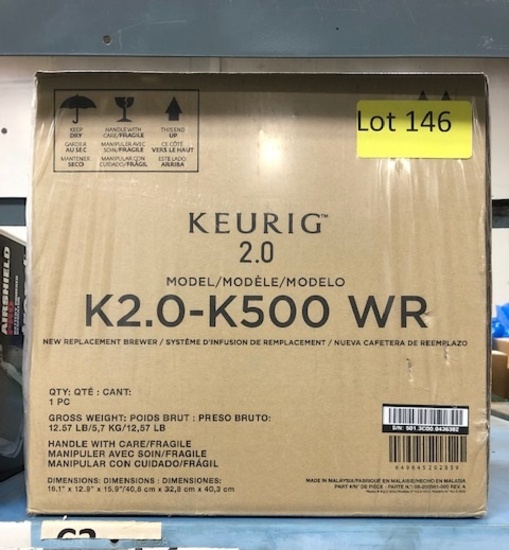 Lot 146
KEEP DRY
HANDLE WITH CARE/FRAGILE
THIS END UP
GARDER AU SEC
MANIPULER AVEC SOIN/FRAGILE
CE CÔTÉ VERS LE HAUT
MANTENER SECO
MANIPULAR CON CUIDADO/FRÁGIL
ESTE LADO ARRIBA
KEURIG™
2.0
MODEL/MODÈLE/MODELO
K2.0-K500 WR
NEW REPLACEMENT BREWER / SYSTÈME D'INFUSION DE REMPLACEMENT / NUEVA CAFETERA DE REEMPLAZO
QTY: QTÉ : CANT:
1 PC
GROSS WEIGHT: POIDS BRUT : PRESO BRUTO:
12.57 LB/5,7 KG/12,57 LB
HANDLE WITH CARE/FRAGILE
MANIPULER AVEC SOIN/FRAGILE
MANIPULAR CON CUIDADO/FRÁGIL
DIMENSIONS: DIMENSIONS : DIMENSIONES:
16.1" x 12.9" x 15.9"/40,8 cm x 32,8 cm x 40,3 cm
MADE IN MALAYSIA/FABRIQUÉ EN MALAISIE/HECHO EN MALASIA
AIRSHIELD